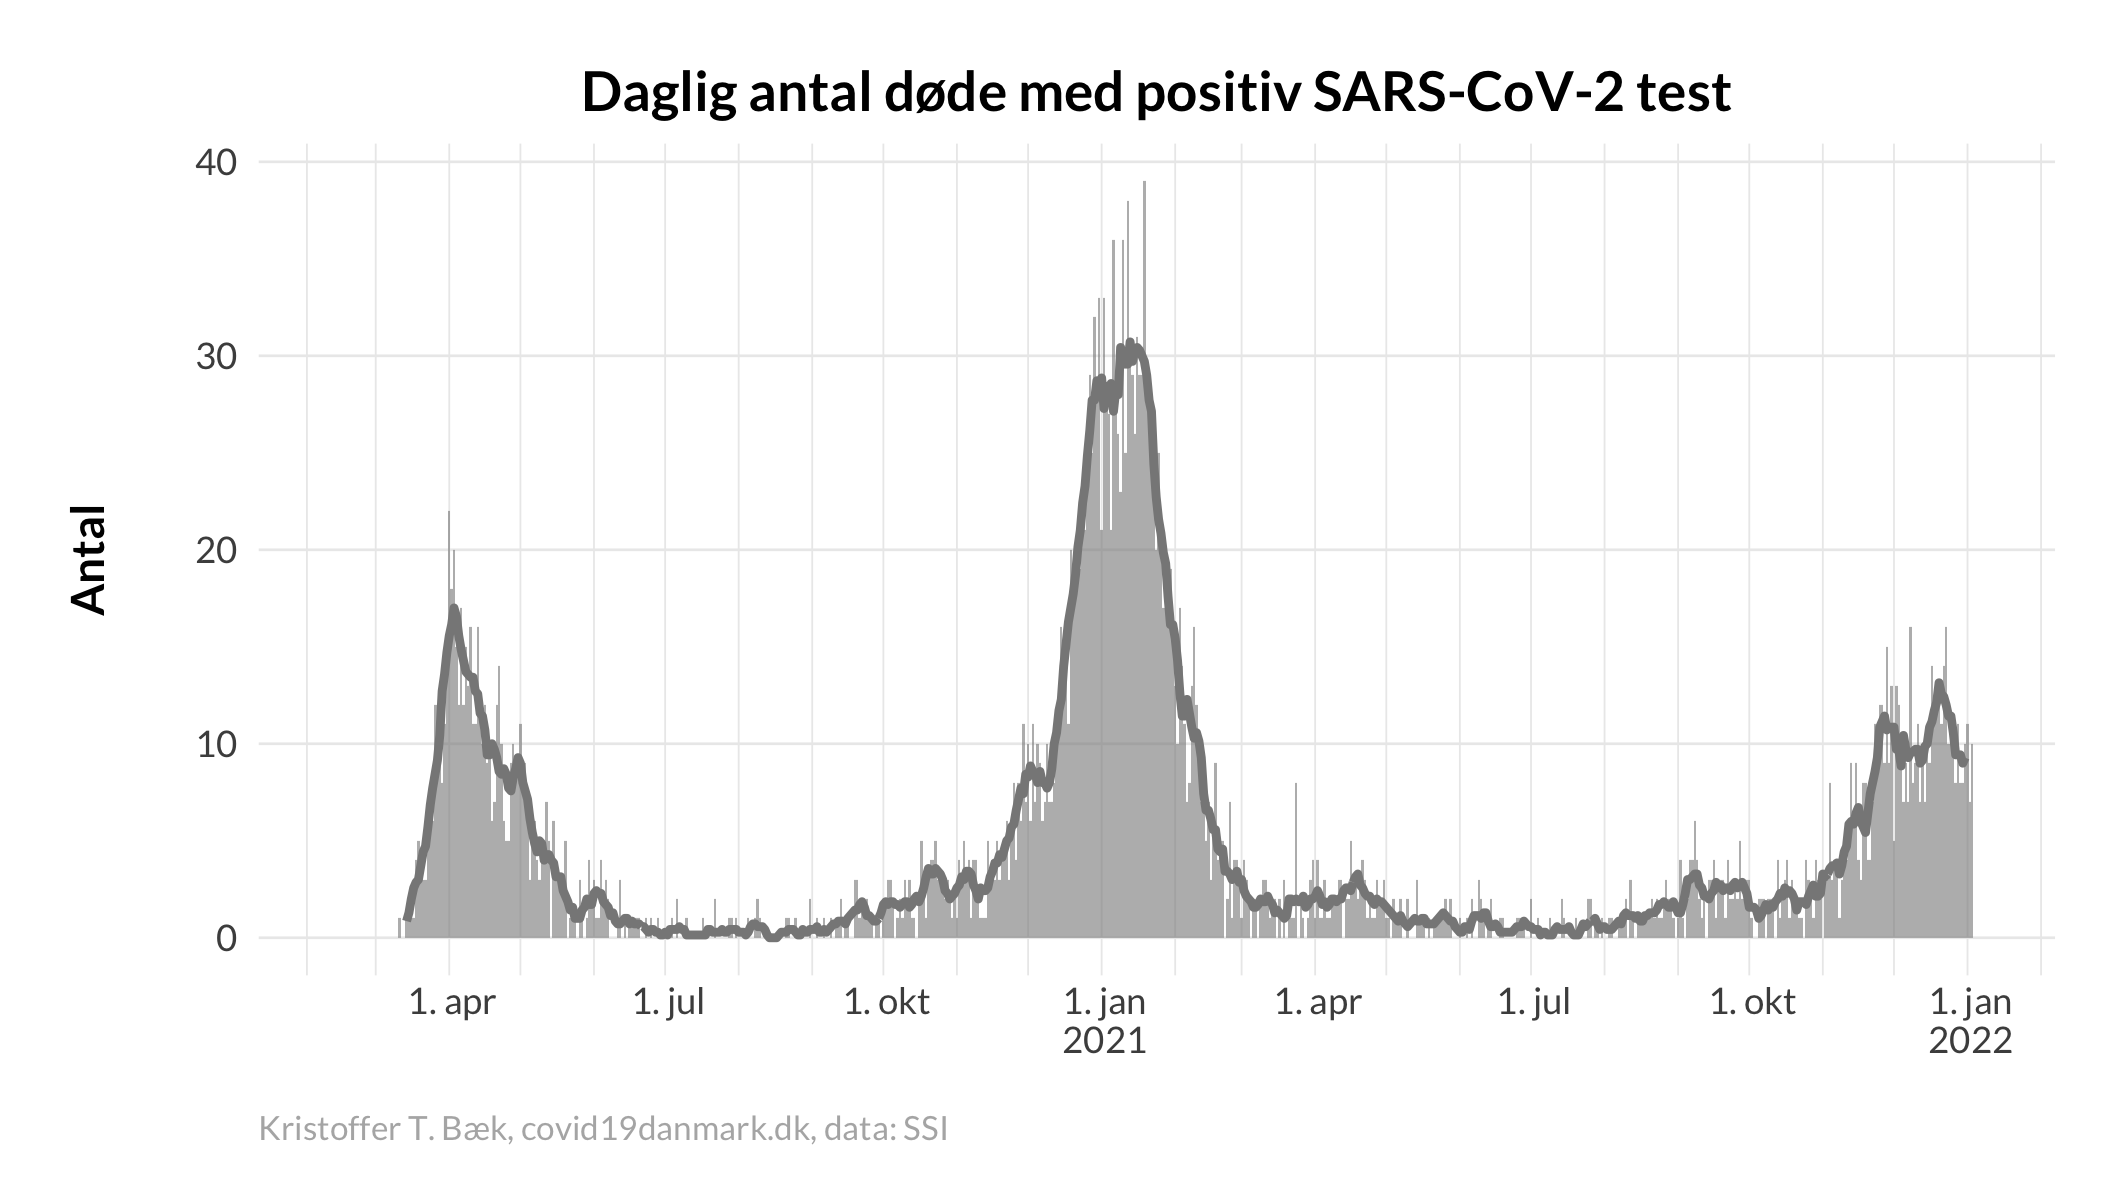 Daglig antal døde med positiv SARS-CoV-2 test
Antal
40
30
20
10
0
1. apr
1. jul
1. okt
1. jan
2021
1. apr
1. jul
1. okt
1. jan
2022
Kristoffer T. Bæk, covid19danmark.dk, data: SSI